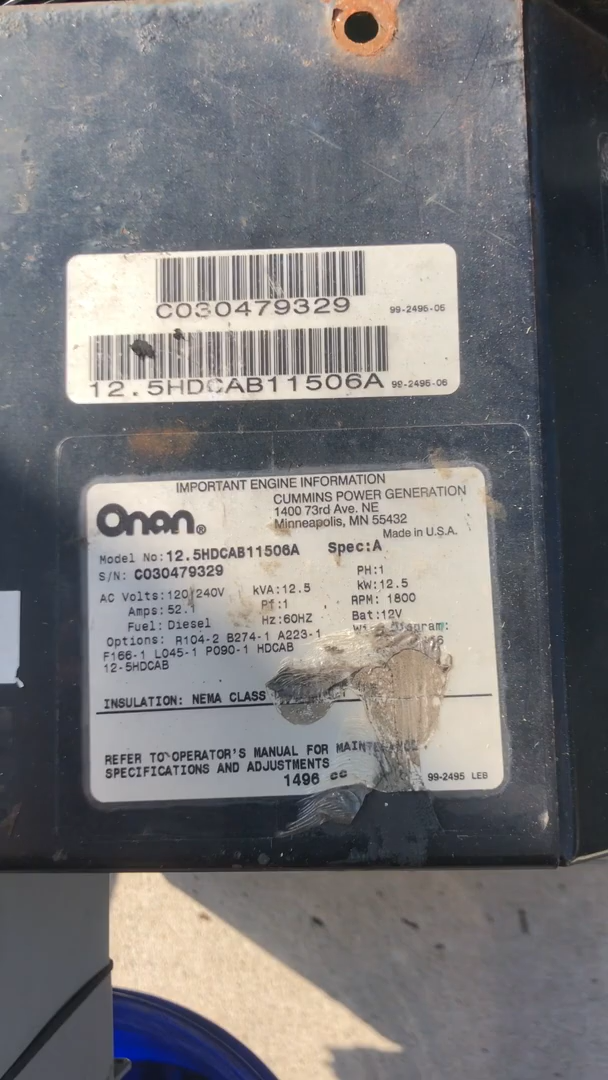 C030479329 99-2496-06
12.5HDCAB11506A 99-2496-06
IMPORTANT ENGINE INFORMATION
Onan®
CUMMINS POWER GENERATION
1400 73rd Ave. NE
Minneapolis, MN 55432
Made in U.S.A.
Model No:12.5HDCAB11506A Spec:A
S/N: C030479329 PH:1
AC Volts:120/240V kVA:12.5 kW:12.5
Amps: 52.1 Pf:1 RPM: 1800
Fuel: Diesel Hz:60HZ Bat:12V
Options: R104-2 B274-1 A223-1
F166-1 L045-1 P090-1 HDCAB
12-5HDCAB
INSULATION: NEMA CLASS
REFER TO OPERATOR'S MANUAL FOR
SPECIFICATIONS AND ADJUSTMENTS
1496 cc 99-2495 LEB